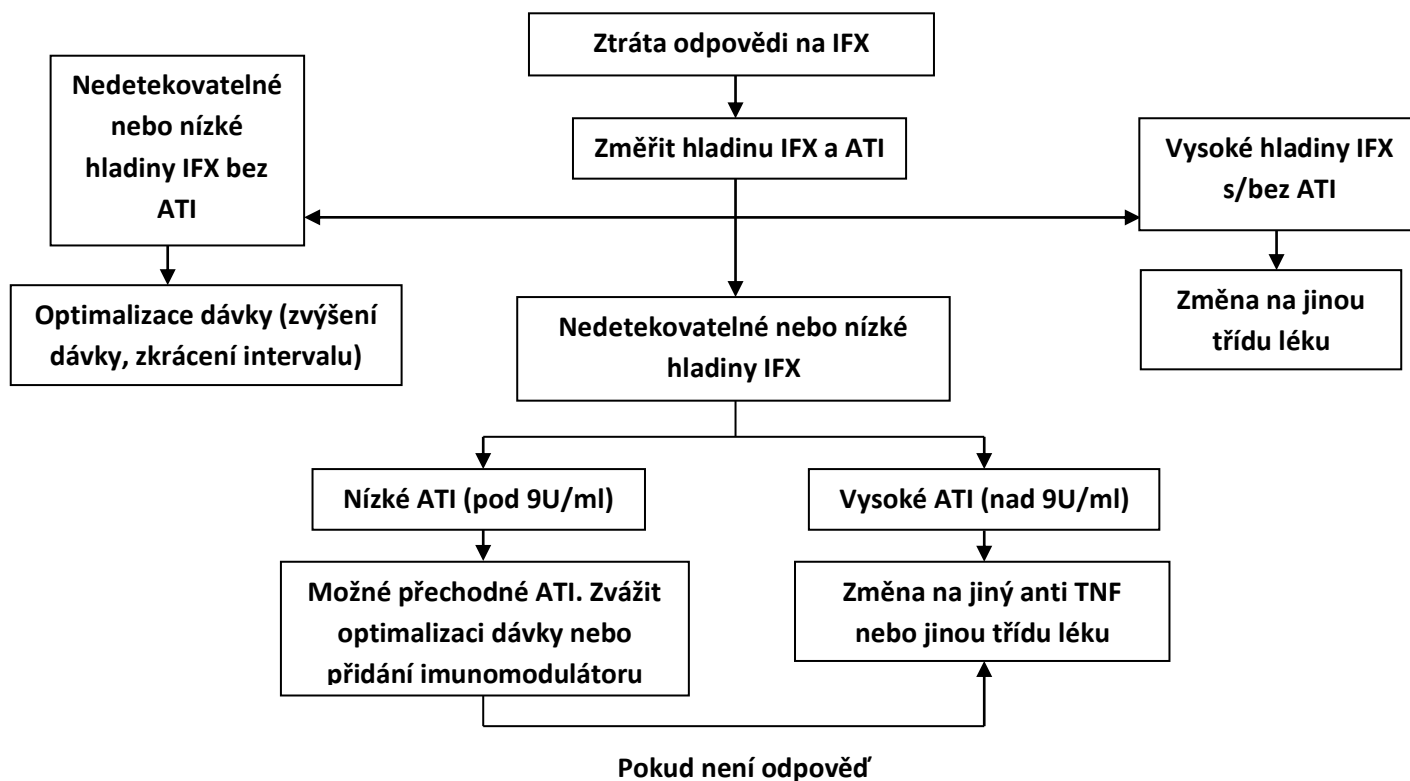 Ztráta odpovědi na IFX
Nedetekovatelné
nebo nízké
hladiny IFX bez
ATI
Změřit hladinu IFX a ATI
Vysoké hladiny IFX
s/bez ATI
Optimalizace dávky (zvýšení
dávky, zkrácení intervalu)
Nedetekovatelné nebo nízké
hladiny IFX
Změna na jinou
třídu léku
Nízké ATI (pod 9U/ml)
Vysoké ATI (nad 9U/ml)
Možné přechodné ATI. Zvážit
optimalizaci dávky nebo
přidání imunomodulátoru
Změna na jiný anti TNF
nebo jinou třídu léku
Pokud není odpověď